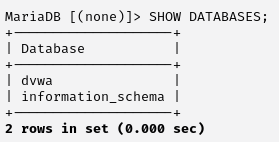 MariaDB [(none)]> SHOW DATABASES;
+--------------------+
| Database           |
+--------------------+
| dvwa               |
| information_schema |
+--------------------+
2 rows in set (0.000 sec)